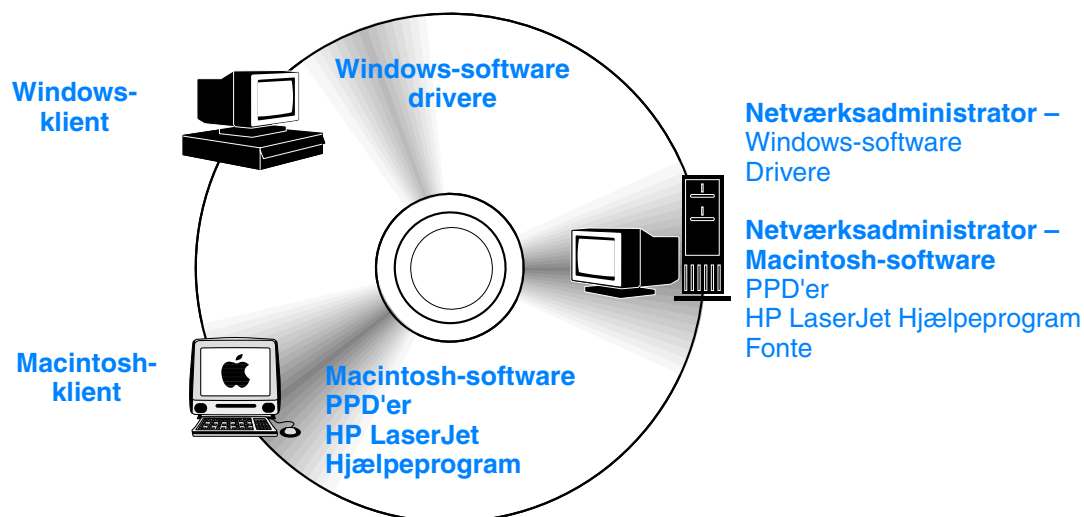 Windows-
klient
Windows-software
drivere
Netværksadministrator –
Windows-software
Drivere
Netværksadministrator –
Macintosh-software
PPD'er
HP LaserJet Hjælpeprogram
Fonte
Macintosh-
klient
Macintosh-software
PPD'er
HP LaserJet
Hjælpeprogram